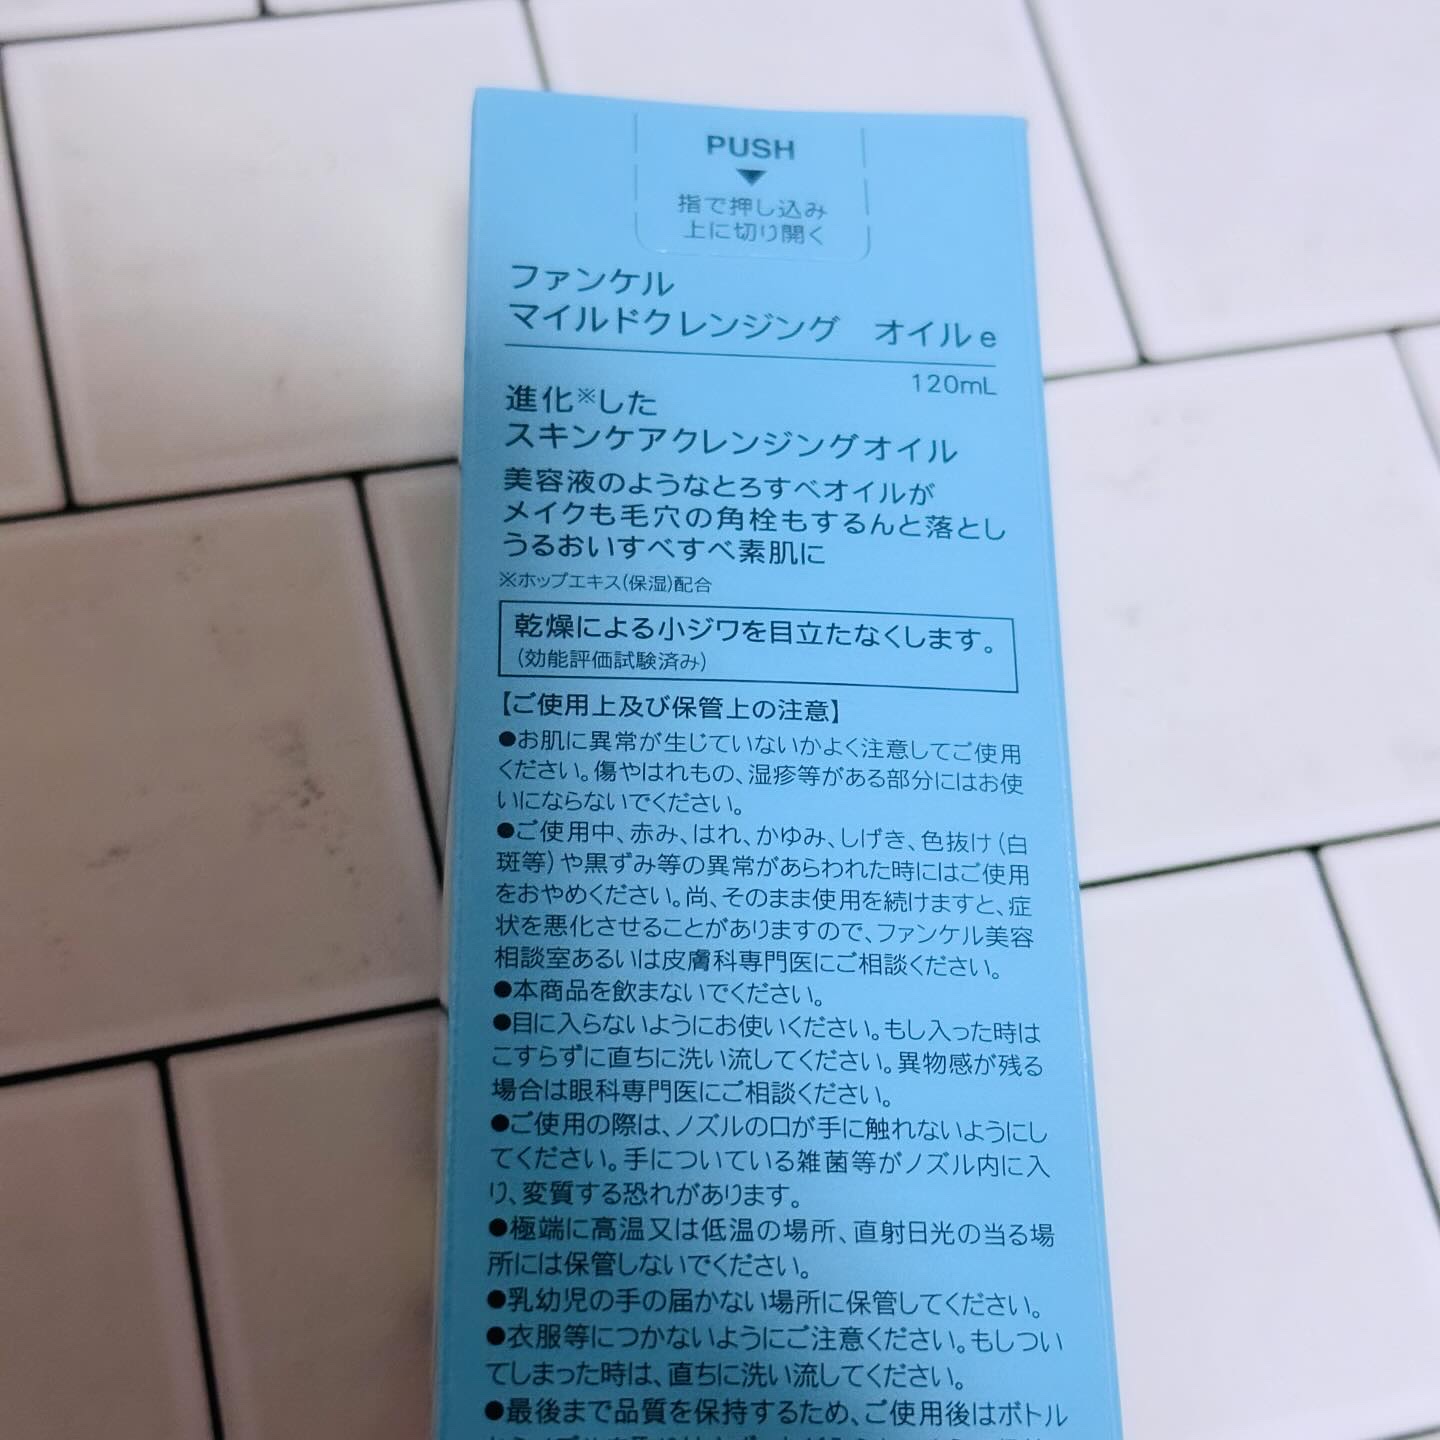 PUSH
▼
指で押し込み
上に切り開く
ファンケル
マイルドクレンジング オイルe
120mL
進化※した
スキンケアクレンジングオイル
美容液のようなとろすべオイルが
メイクも毛穴の角栓もするんと落とし
うるおいすべすべ素肌に
※ホップエキス(保湿)配合
乾燥による小ジワを目立たなくします。
(効能評価試験済み)
【ご使用上及び保管上の注意】
●お肌に異常が生じていないかよく注意してご使用
ください。傷やはれもの、湿疹等がある部分にはお使
いにならないでください。
●ご使用中、赤み、はれ、かゆみ、しげき、色抜け(白
斑等)や黒ずみ等の異常があらわれた時にはご使用
をおやめください。尚、そのまま使用を続けますと、症
状を悪化させることがありますので、ファンケル美容
相談室あるいは皮膚科専門医にご相談ください。
●本商品を飲まないでください。
●目に入らないようにお使いください。もし入った時は
こすらずに直ちに洗い流してください。異物感が残る
場合は眼科専門医にご相談ください。
●ご使用の際は、ノズルの口が手に触れないようにし
てください。手についている雑菌等がノズル内に入
り、変質する恐れがあります。
●極端に高温又は低温の場所、直射日光の当る場
所には保管しないでください。
●乳幼児の手の届かない場所に保管してください。
●衣服等につかないようにご注意ください。もしつい
てしまった時は、直ちに洗い流してください。
●最後まで品質を保持するため、ご使用後はボトル